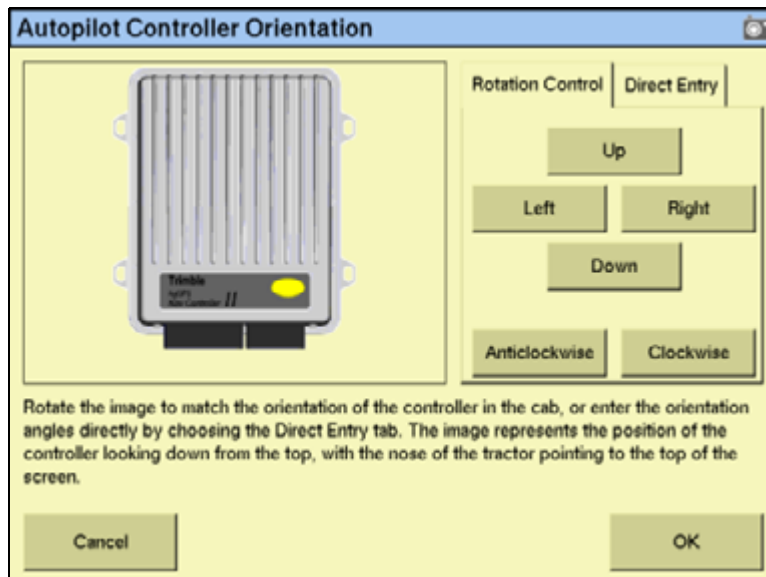 Autopilot Controller Orientation
Rotation Control
Direct Entry
Up
Left
Right
Down
Anticlockwise
Clockwise
Trimble
AgGPS
Nav Controller II
Rotate the image to match the orientation of the controller in the cab, or enter the orientation
angles directly by choosing the Direct Entry tab. The image represents the position of the
controller looking down from the top, with the nose of the tractor pointing to the top of the
screen.
Cancel
OK